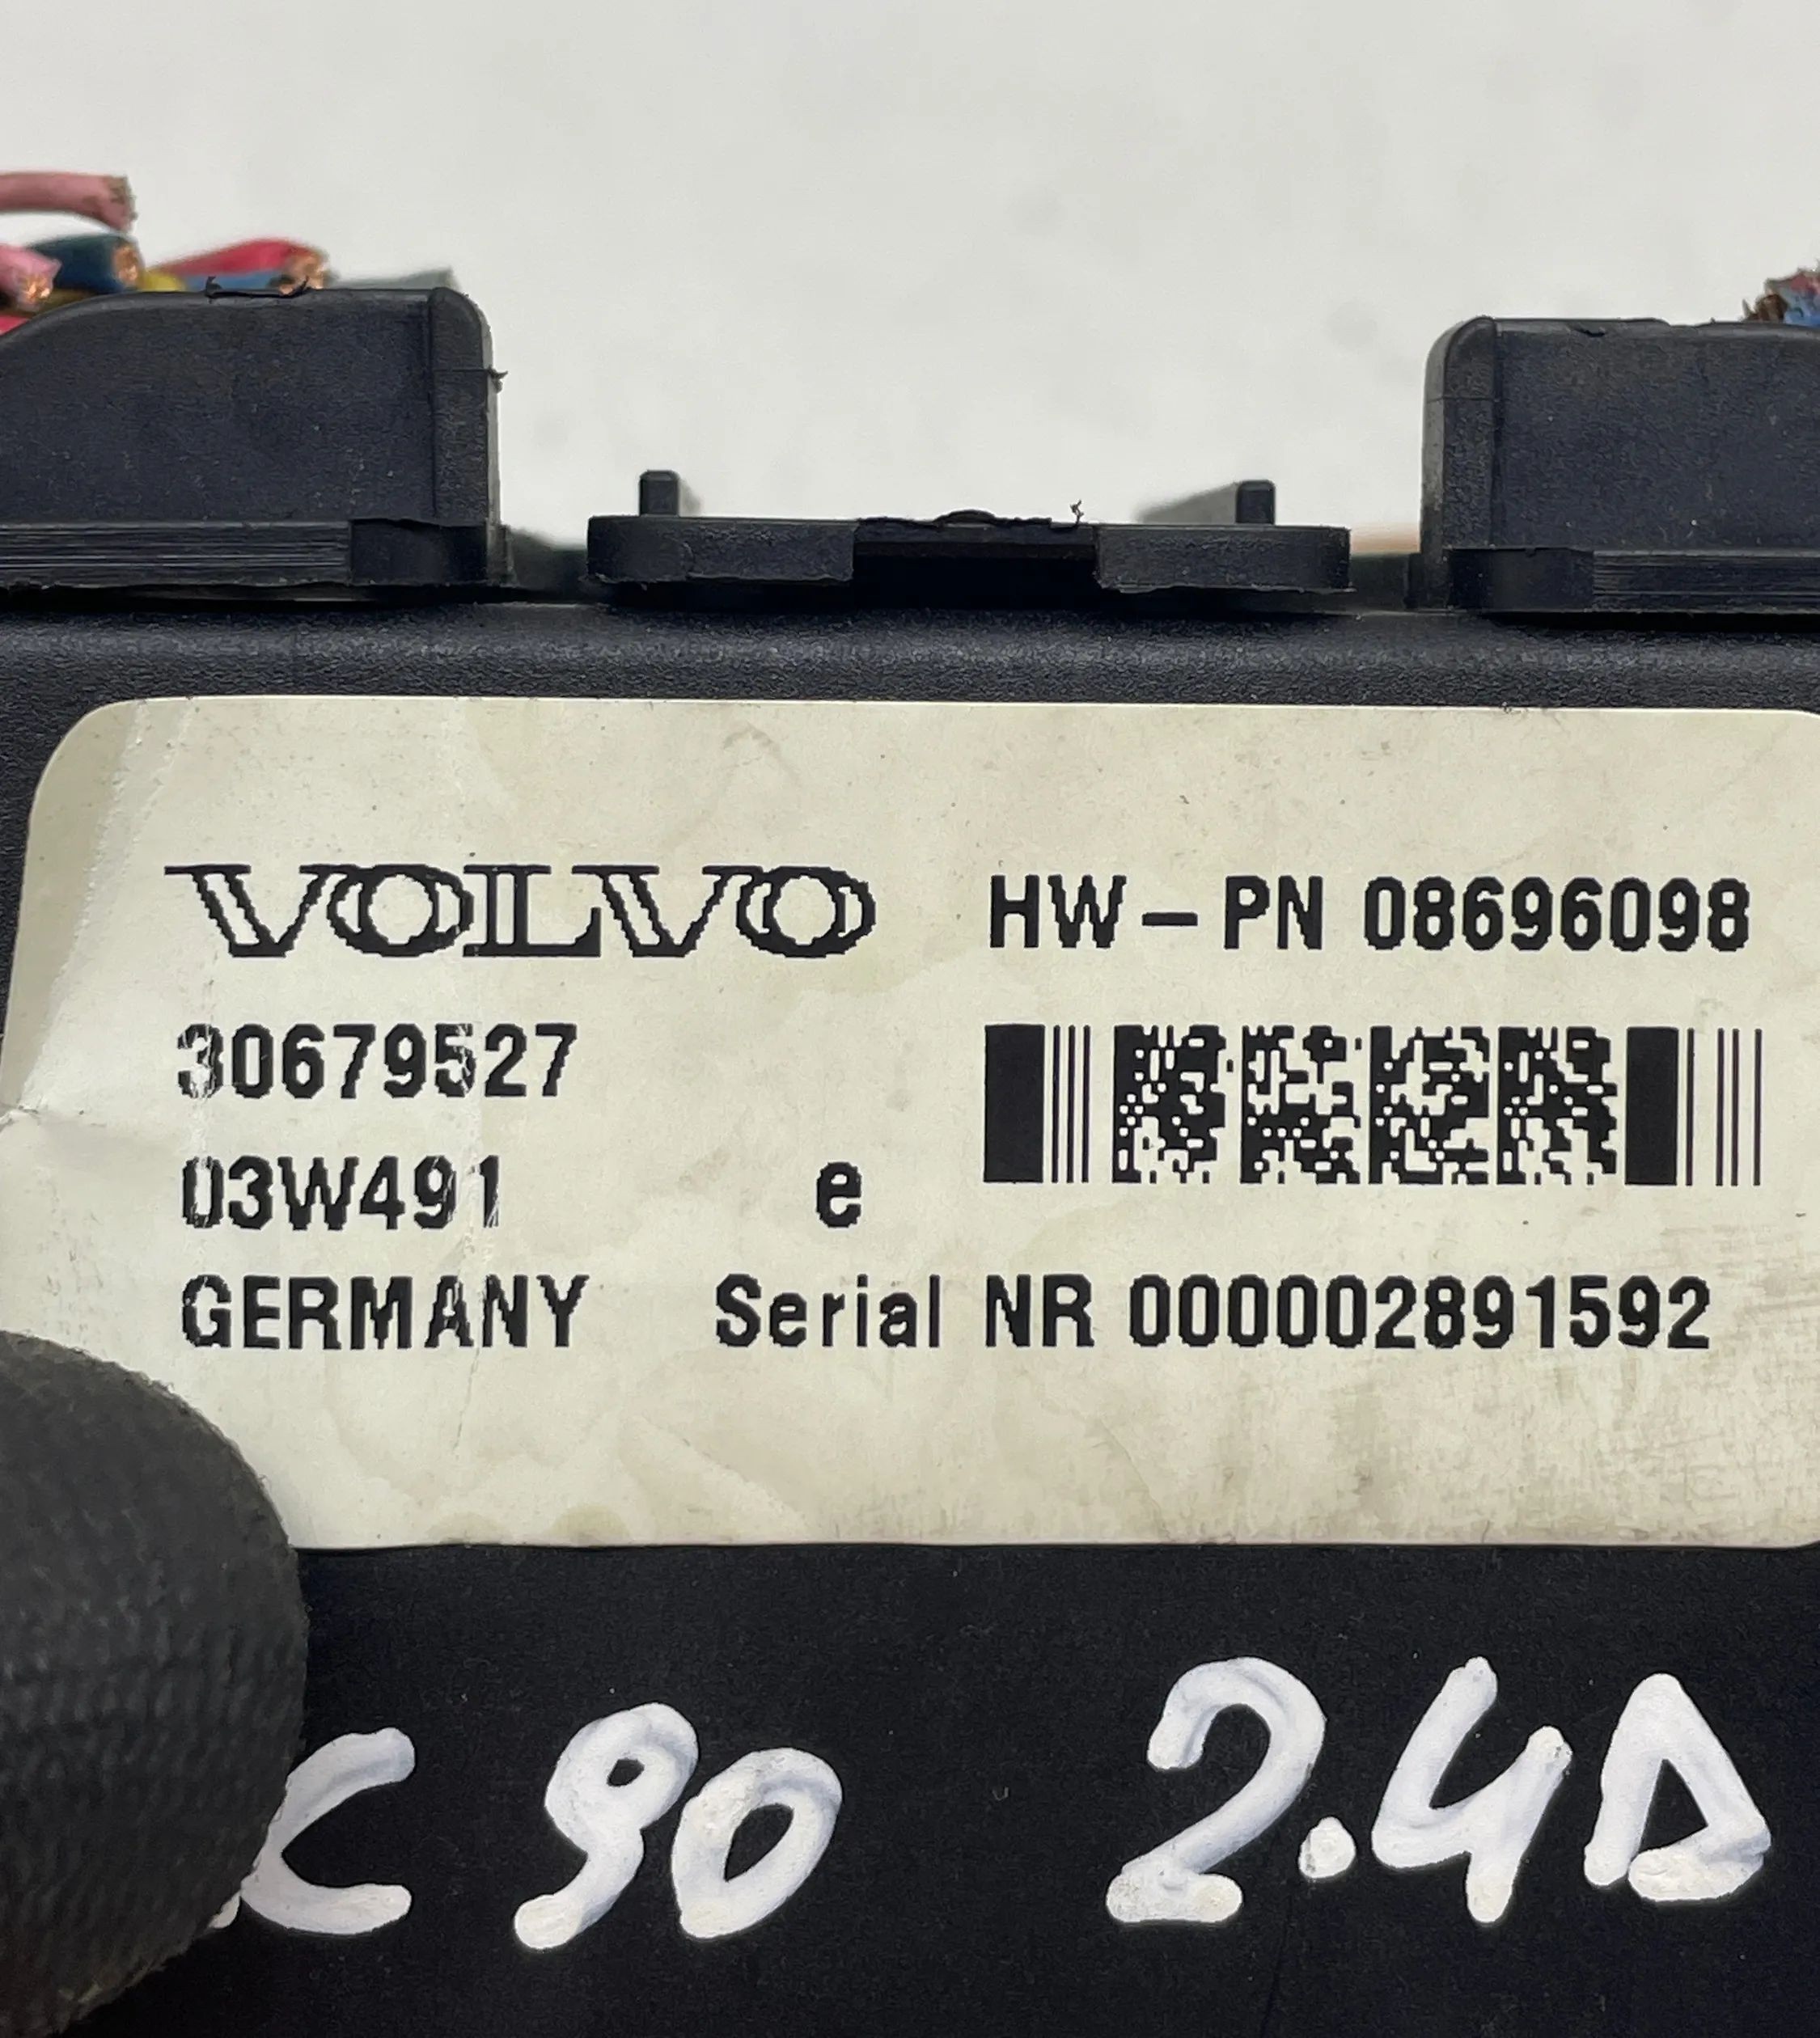 VOLVO HW-PN 08696098
30679527
03W491 e
GERMANY Serial NR 000002891592
C 90 2.4D